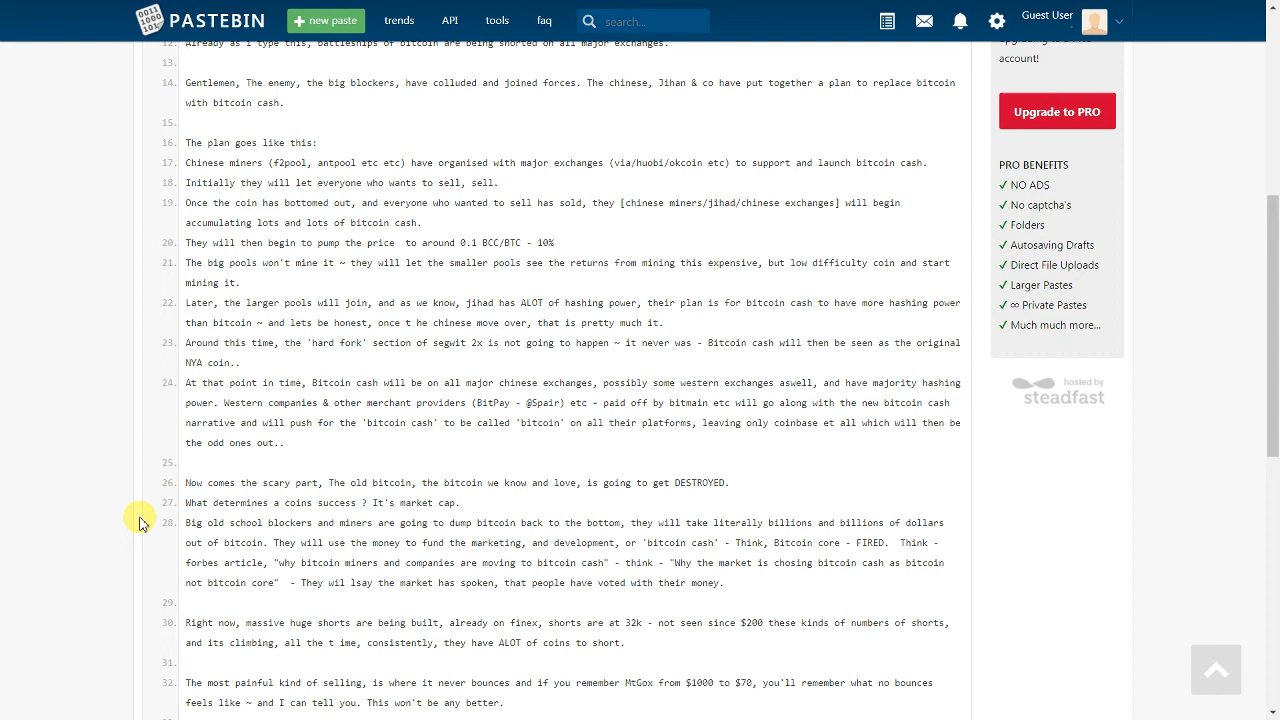 PASTEBIN
+ new paste
trends
API
tools
faq
search...
Guest User
12. Already as i type this, battleships of bitcoin are being shorted on all major exchanges.
13.
14. Gentlemen, The enemy, the big blockers, have colluded and joined forces. The chinese, Jihan & co have put together a plan to replace bitcoin
with bitcoin cash.
15.
16. The plan goes like this:
17. Chinese miners (f2pool, antpool etc etc) have organised with major exchanges (via/huobi/okcoin etc) to support and launch bitcoin cash.
18. Initially they will let everyone who wants to sell, sell.
19. Once the coin has bottomed out, and everyone who wanted to sell has sold, they [chinese miners/jihad/chinese exchanges] will begin
accumulating lots and lots of bitcoin cash.
20. They will then begin to pump the price  to around 0.1 BCC/BTC - 10%
21. The big pools won't mine it ~ they will let the smaller pools see the returns from mining this expensive, but low difficulty coin and start
mining it.
22. Later, the larger pools will join, and as we know, jihad has ALOT of hashing power, their plan is for bitcoin cash to have more hashing power
than bitcoin ~ and lets be honest, once t he chinese move over, that is pretty much it.
23. Around this time, the 'hard fork' section of segwit 2x is not going to happen ~ it never was - Bitcoin cash will then be seen as the original
NYA coin..
24. At that point in time, Bitcoin cash will be on all major chinese exchanges, possibly some western exchanges aswell, and have majority hashing
power. Western companies & other payment providers (BitPay - @Spair) etc - paid off by bitmain etc will go along with the new bitcoin cash
narrative and will push for the 'bitcoin cash' to be called 'bitcoin' on all their platforms, leaving only coinbase et all which will then be
the odd ones out..
25.
26. Now comes the scary part, The old bitcoin, the bitcoin we know and love, is going to get DESTROYED.
27. What determines a coins success ? It's market cap.
28. Big old school blockers and miners are going to dump bitcoin back to the bottom, they will take literally billions and billions of dollars
out of bitcoin. They will use the money to fund the marketing, and development, or 'bitcoin cash' - Think, Bitcoin core - FIRED.  Think -
forbes article, "why bitcoin miners and companies are moving to bitcoin cash" - think - "Why the market is chosing bitcoin cash as bitcoin
not bitcoin core"  - They wil lsay the market has spoken, that people have voted with their money.
29.
30. Right now, massive huge shorts are being built, already on finex, shorts are at 32k - not seen since $200 these kinds of numbers of shorts,
and its climbing, all the t ime, consistently, they have ALOT of coins to short.
31.
32. The most painful kind of selling, is where it never bounces and if you remember MtGox from $1000 to $70, you'll remember what no bounces
feels like ~ and I can tell you. This won't be any better.
account!
Upgrade to PRO
PRO BENEFITS
✓ NO ADS
✓ No captcha's
✓ Folders
✓ Autosaving Drafts
✓ Direct File Uploads
✓ Larger Pastes
✓ ∞ Private Pastes
✓ Much much more...
hosted by
steadfast